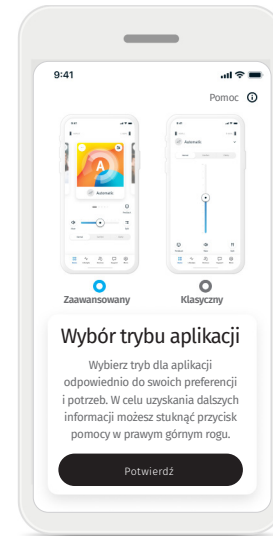 9:41
Pomoc
A
Automatic
Automatic
Zaawansowany
Klasyczny
Wybór trybu aplikacji
Wybierz tryb dla aplikacji
odpowiednio do swoich preferencji
i potrzeb. W celu uzyskania dalszych
informacji możesz stuknąć przycisk
pomocy w prawym górnym rogu.
Potwierdź